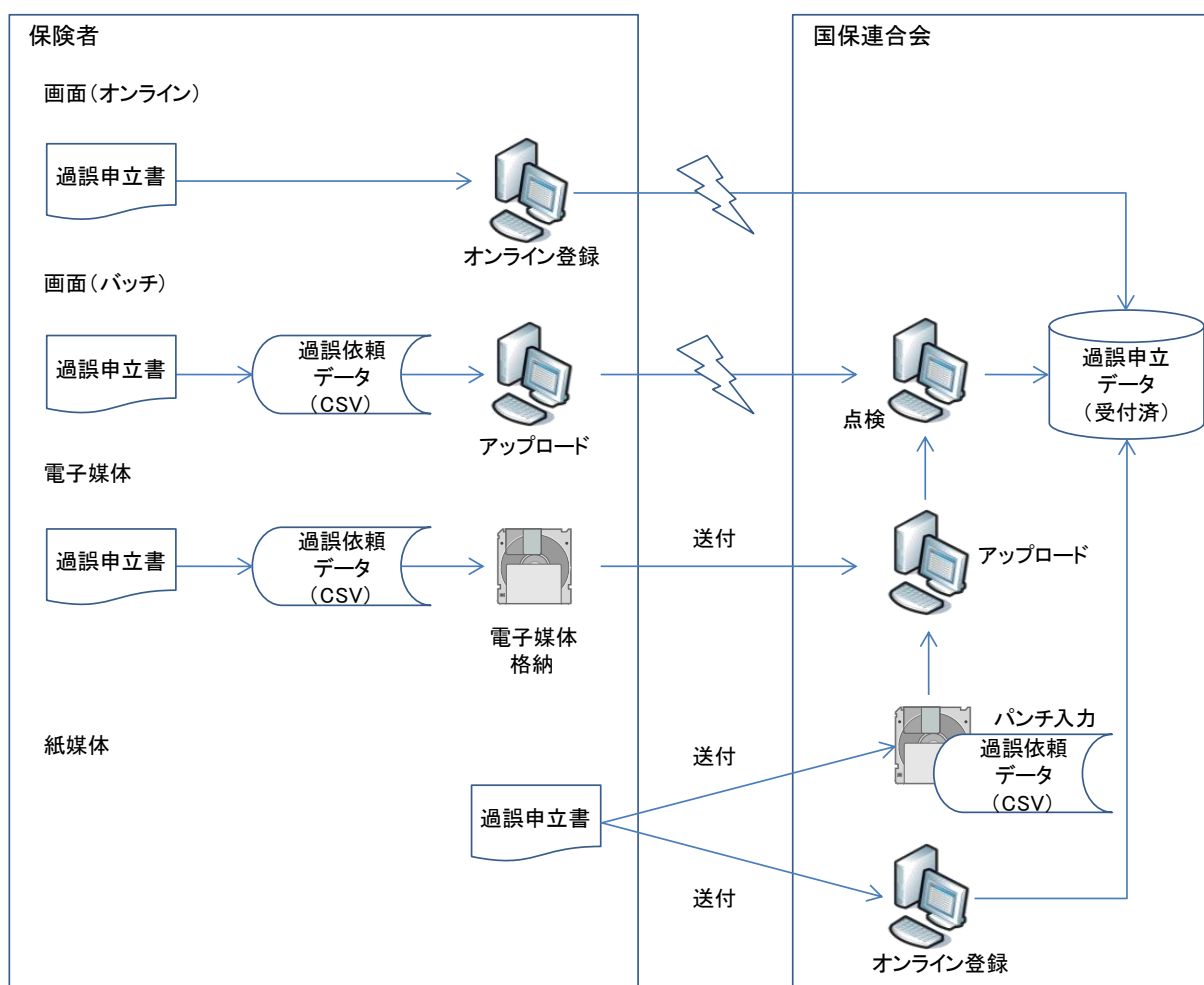 保険者
国保連合会
画面(オンライン)
過誤申立書
オンライン登録
画面(バッチ)
過誤申立書
過誤依頼
データ
(CSV)
アップロード
点検
過誤申立
データ
(受付済)
電子媒体
過誤申立書
過誤依頼
データ
(CSV)
電子媒体
格納
送付
アップロード
紙媒体
過誤申立書
送付
パンチ入力
過誤依頼
データ
(CSV)
送付
オンライン登録